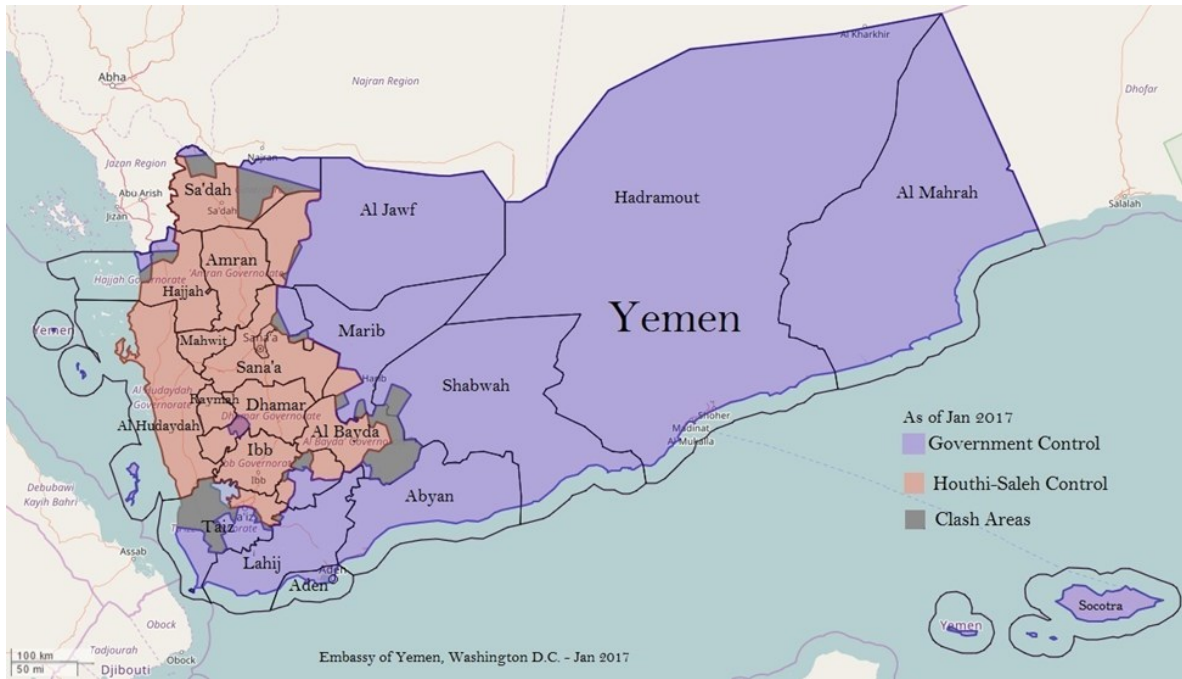 Al Kharkhir
Najran Region
Dhofar
Abha
Jazan Region
Najran
Abu Arish
Jizan
Sa'dah
Sa'dah
Al Jawf
Hadramout
Al Mahrah
Salalah
Hajjah Governorate
Amran
'Amran Governorate
Hajjah
Yemen
Marib
Yemen
Mahwit
Sana'a
Sana'a
Harib
Shabwah
Al Hudaydah
Governorate
Raymah
Dhamar
Dhamar Governorate
Al Hudaydah
Al Bayda
Al Bayda' Governo
Ibb
Ibb Governorate
Ibb
Shoher
Madinat
Al Mukalla
As of Jan 2017
Government Control
Houthi-Saleh Control
Clash Areas
Abyan
Debubawi
Kayih Bahri
Taiz
Assab
Lahij
Aden
Aden
Socotra
Yemen
Obock
Tadjourah
Obock
Djibouti
100 km
50 mi
Embassy of Yemen, Washington D.C. - Jan 2017